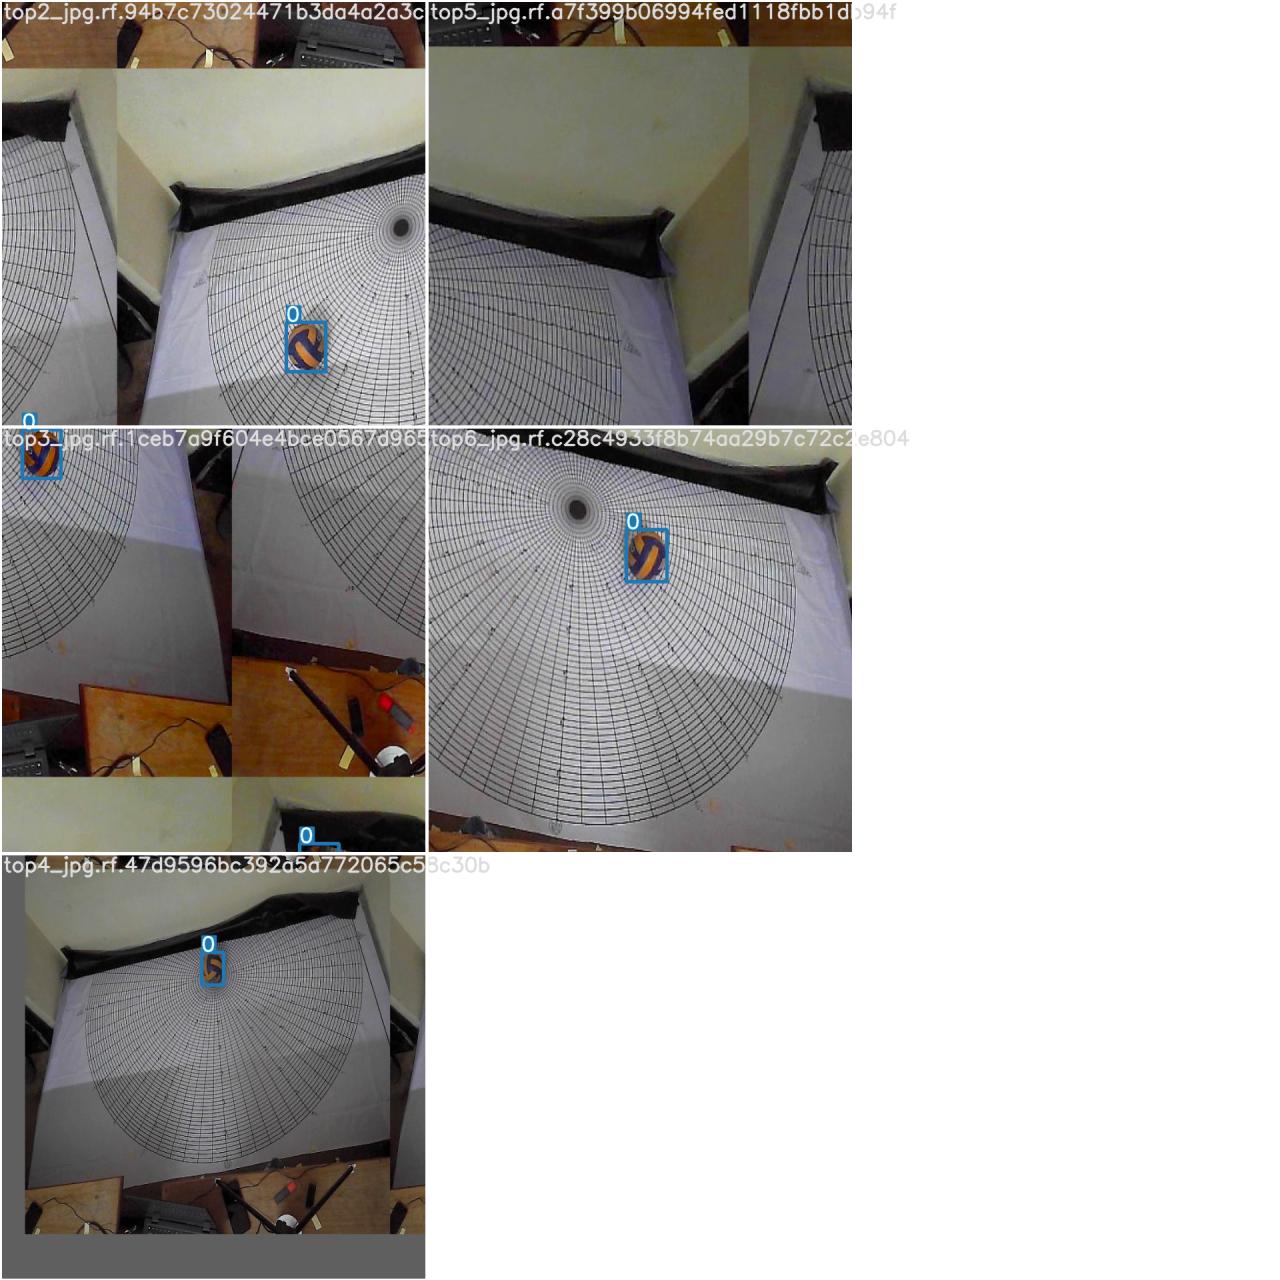 top2_jpg.rf.94b7c73024471b3da4a2a3c
top5_jpg.rf.a7f399b06994fed1118fbb1db94f
0
0
top3_jpg.rf.1ceb7a9f604e4bce0567d965
top6_jpg.rf.c28c4933f8b74aa29b7c72c2e804
0
0
top4_jpg.rf.47d9596bc392a5a772065c58c30b
0